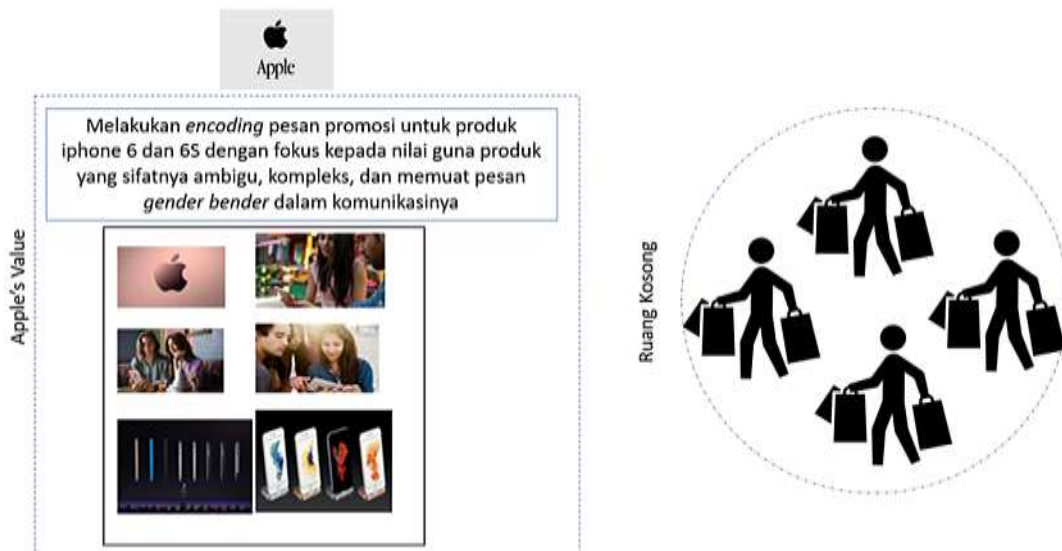 Apple
Melakukan encoding pesan promosi untuk produk
iphone 6 dan 6S dengan fokus kepada nilai guna produk
yang sifatnya ambigu, kompleks, dan memuat pesan
gender bender dalam komunikasinya
Apple's Value
Ruang Kosong